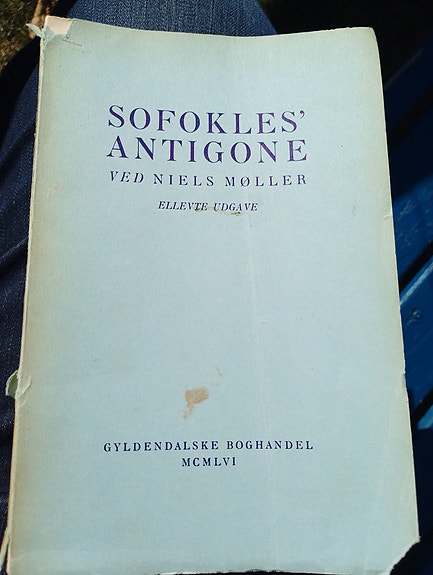 SOFOKLES'
ANTIGONE
VED NIELS MØLLER
ELLEVTE UDGAVE
GYLDENDALSKE BOGHANDEL
MCMLVI